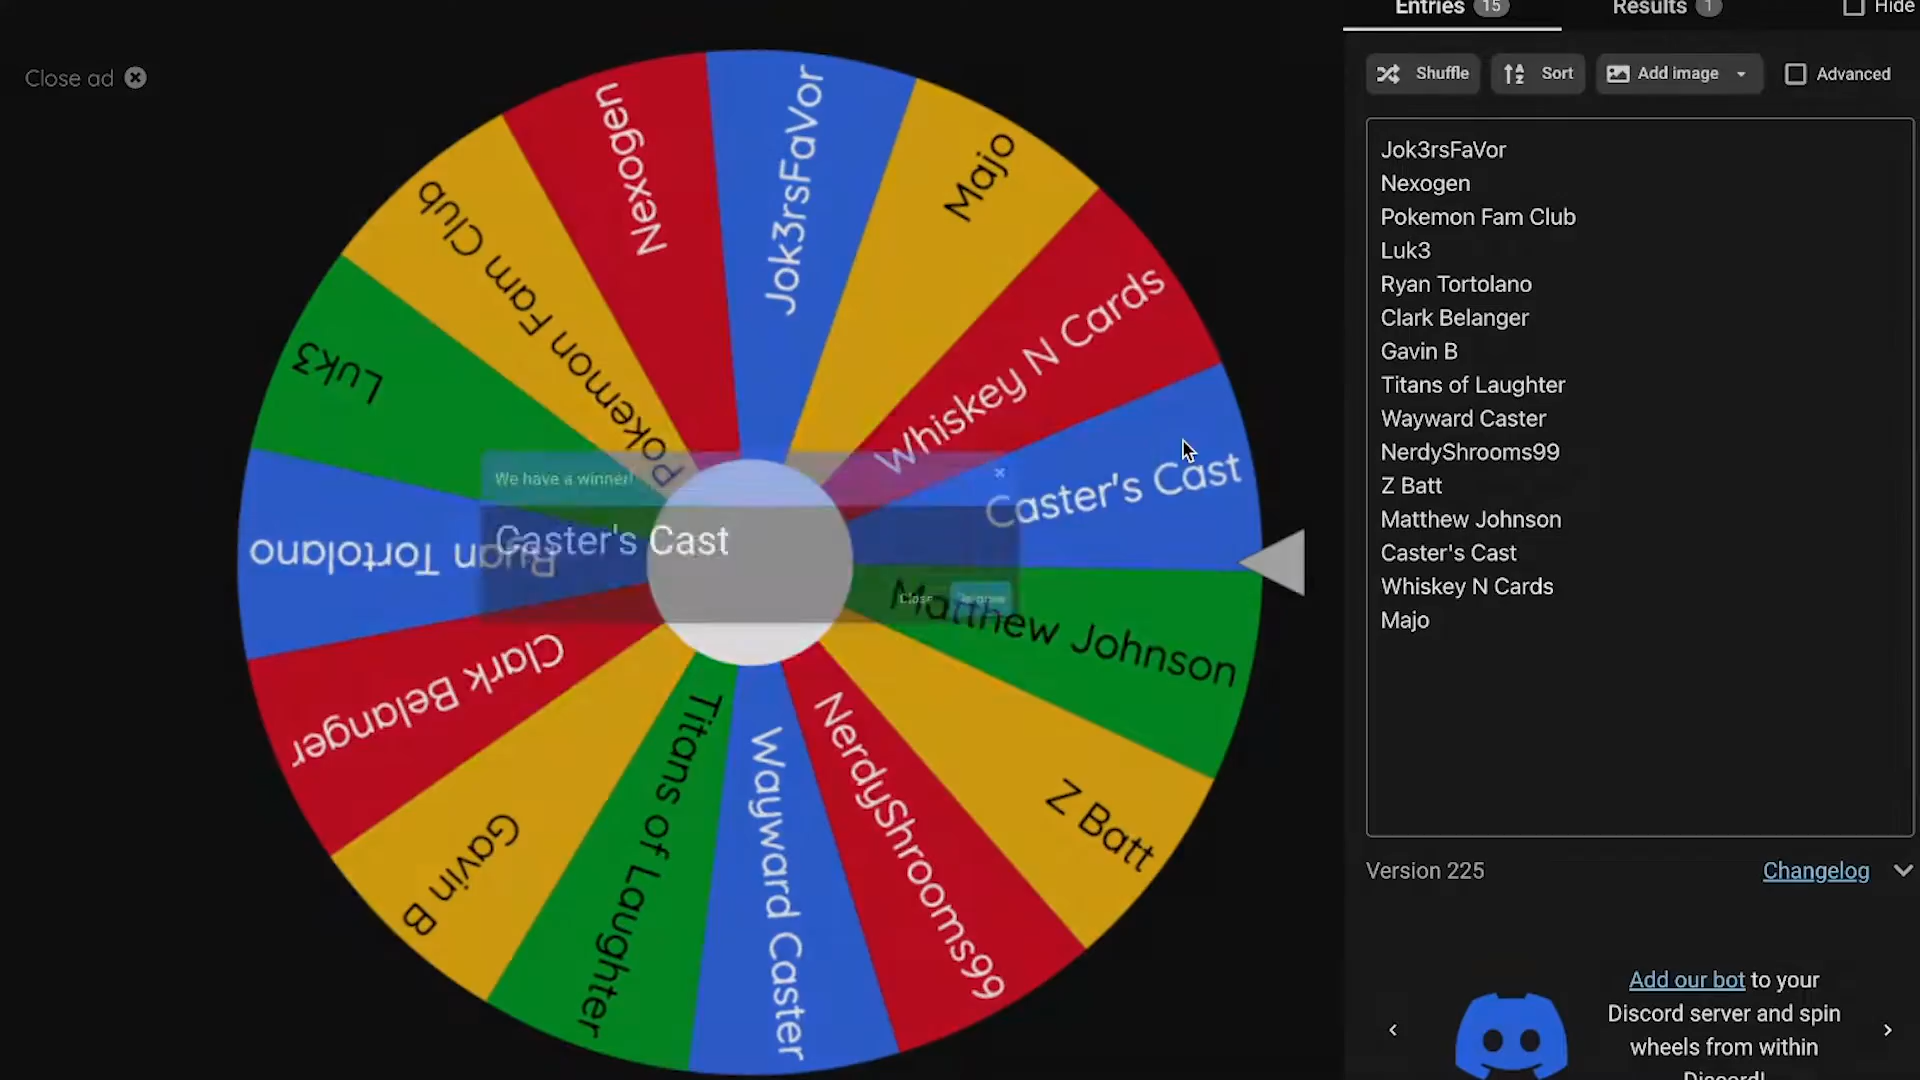 Close ad
Nexogen
Jok3rsFaVor
Majo
Whiskey N Cards
Caster's Cast
Matthew Johnson
Z Batt
NerdyShrooms99
Wayward Caster
Titans of Laughter
Gavin B
Clark Belanger
Ryan Tortolano
Luk3
Pokemon Fam Club
We have a winner!
Caster's Cast
Close
Entries 15
Results 1
Hide
Shuffle
Sort
Add image
Advanced
Jok3rsFaVor
Nexogen
Pokemon Fam Club
Luk3
Ryan Tortolano
Clark Belanger
Gavin B
Titans of Laughter
Wayward Caster
NerdyShrooms99
Z Batt
Matthew Johnson
Caster's Cast
Whiskey N Cards
Majo
Version 225
Changelog
Add our bot to your
Discord server and spin
wheels from within
Discord!